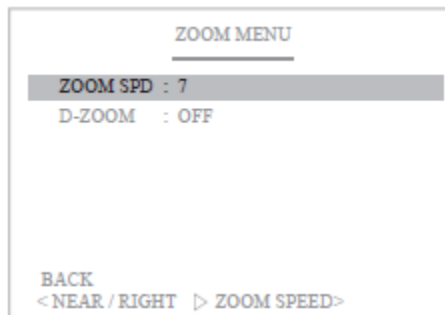 ZOOM MENU
ZOOM SPD : 7
D-ZOOM : OFF
BACK
< NEAR / RIGHT ▷ ZOOM SPEED>